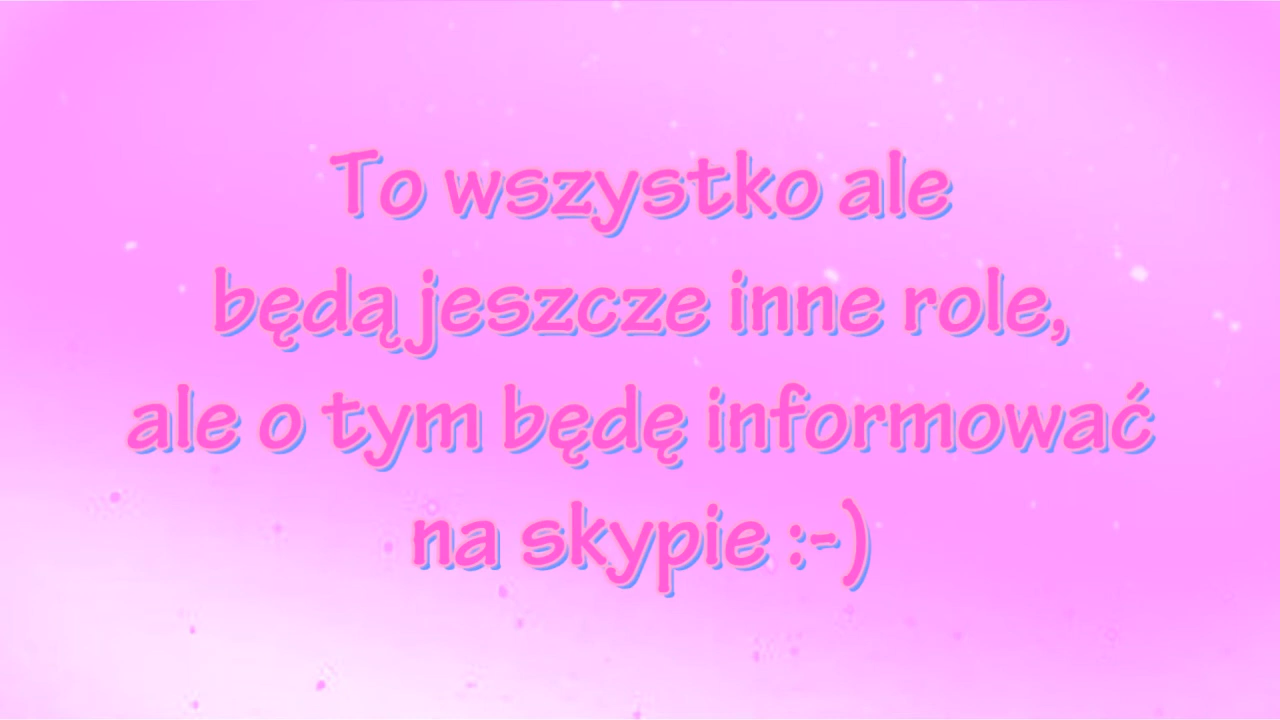 To wszystko ale
będą jeszcze inne role,
ale o tym będę informować
na skypie :-)